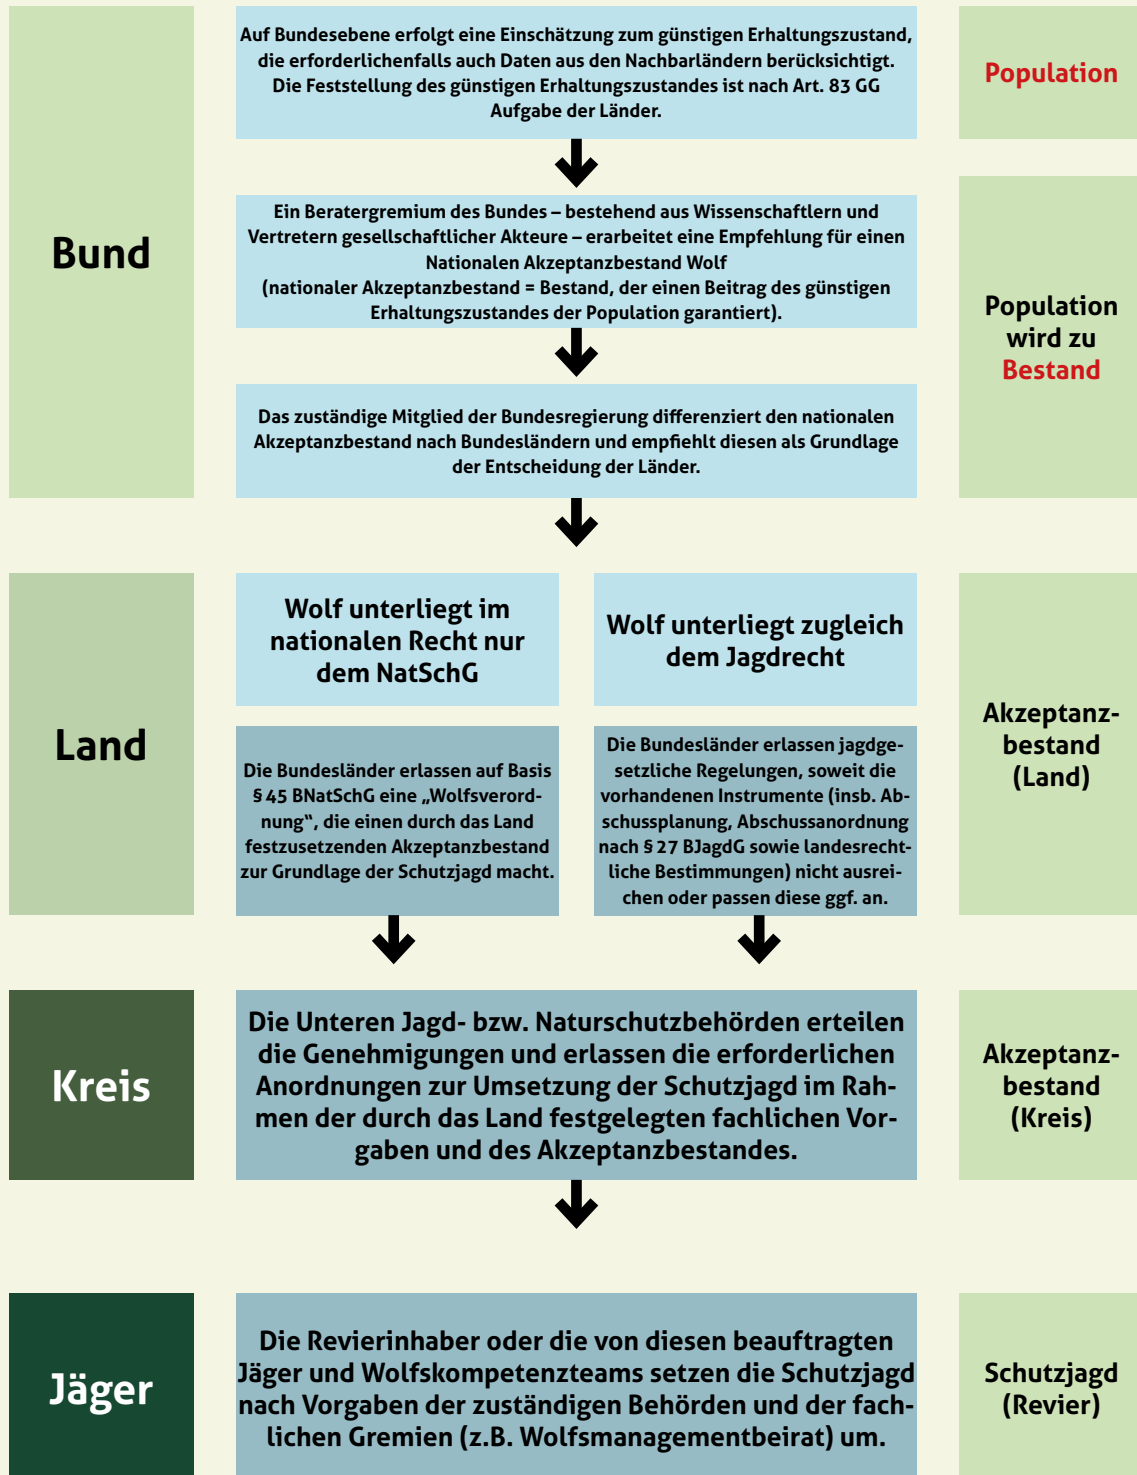 Bund
Auf Bundesebene erfolgt eine Einschätzung zum günstigen Erhaltungszustand,
die erforderlichenfalls auch Daten aus den Nachbarländern berücksichtigt.
Die Feststellung des günstigen Erhaltungszustandes ist nach Art. 83 GG
Aufgabe der Länder.
Population
Ein Beratergremium des Bundes – bestehend aus Wissenschaftlern und
Vertretern gesellschaftlicher Akteure – erarbeitet eine Empfehlung für einen
Nationalen Akzeptanzbestand Wolf
(nationaler Akzeptanzbestand = Bestand, der einen Beitrag des günstigen
Erhaltungszustandes der Population garantiert).
Population
wird zu
Bestand
Das zuständige Mitglied der Bundesregierung differenziert den nationalen
Akzeptanzbestand nach Bundesländern und empfiehlt diesen als Grundlage
der Entscheidung der Länder.
Land
Wolf unterliegt im
nationalen Recht nur
dem NatSchG
Wolf unterliegt zugleich
dem Jagdrecht
Die Bundesländer erlassen auf Basis
§ 45 BNatSchG eine „Wolfsverord-
nung“, die einen durch das Land
festzusetzenden Akzeptanzbestand
zur Grundlage der Schutzjagd macht.
Die Bundesländer erlassen jagdge-
setzliche Regelungen, soweit die
vorhandenen Instrumente (insb. Ab-
schussplanung, Abschussanordnung
nach § 27 BJagdG sowie landesrecht-
liche Bestimmungen) nicht ausrei-
chen oder passen diese ggf. an.
Akzeptanz-
bestand
(Land)
Kreis
Die Unteren Jagd- bzw. Naturschutzbehörden erteilen
die Genehmigungen und erlassen die erforderlichen
Anordnungen zur Umsetzung der Schutzjagd im Rah-
men der durch das Land festgelegten fachlichen Vor-
gaben und des Akzeptanzbestandes.
Akzeptanz-
bestand
(Kreis)
Jäger
Die Revierinhaber oder die von diesen beauftragten
Jäger und Wolfskompetenzteams setzen die Schutzjagd
nach Vorgaben der zuständigen Behörden und der fach-
lichen Gremien (z.B. Wolfsmanagementbeirat) um.
Schutzjagd
(Revier)